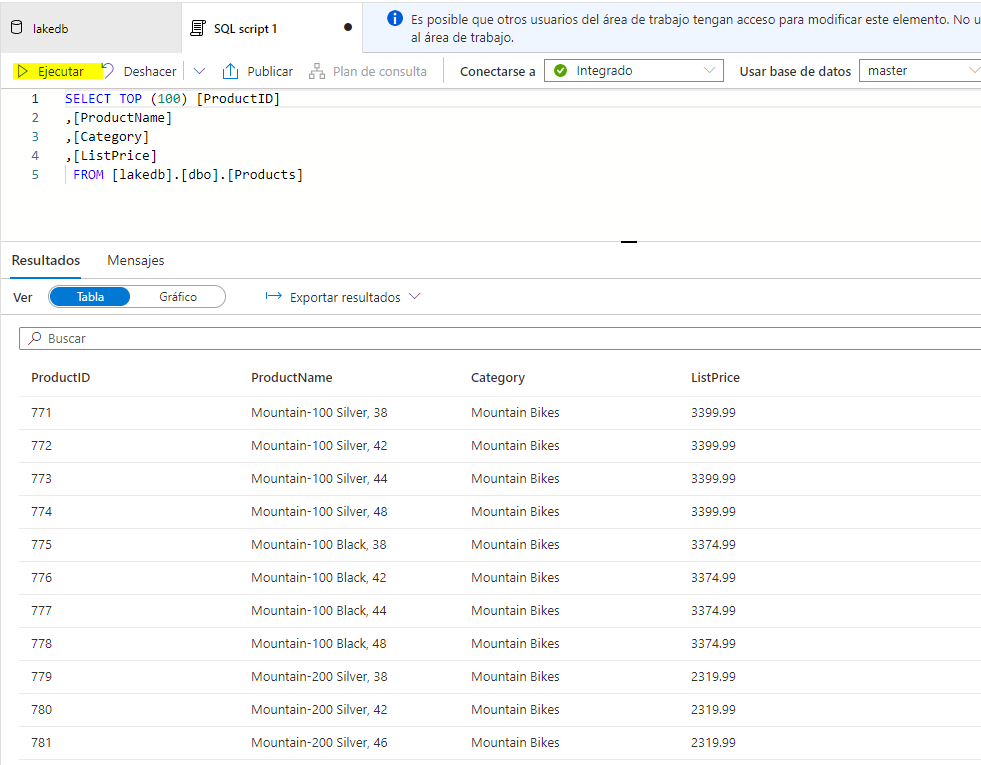 lakedb
SQL script 1
Es posible que otros usuarios del área de trabajo tengan acceso para modificar este elemento. No u
al área de trabajo.
Ejecutar Deshacer Publicar Plan de consulta Conectarse a Integrado Usar base de datos master
1 SELECT TOP (100) [ProductID]
2 ,[ProductName]
3 ,[Category]
4 ,[ListPrice]
5 FROM [lakedb].[dbo].[Products]
Resultados Mensajes
Ver Tabla Gráfico Exportar resultados
Buscar
ProductID ProductName Category ListPrice
771 Mountain-100 Silver, 38 Mountain Bikes 3399.99
772 Mountain-100 Silver, 42 Mountain Bikes 3399.99
773 Mountain-100 Silver, 44 Mountain Bikes 3399.99
774 Mountain-100 Silver, 48 Mountain Bikes 3399.99
775 Mountain-100 Black, 38 Mountain Bikes 3374.99
776 Mountain-100 Black, 42 Mountain Bikes 3374.99
777 Mountain-100 Black, 44 Mountain Bikes 3374.99
778 Mountain-100 Black, 48 Mountain Bikes 3374.99
779 Mountain-200 Silver, 38 Mountain Bikes 2319.99
780 Mountain-200 Silver, 42 Mountain Bikes 2319.99
781 Mountain-200 Silver, 46 Mountain Bikes 2319.99